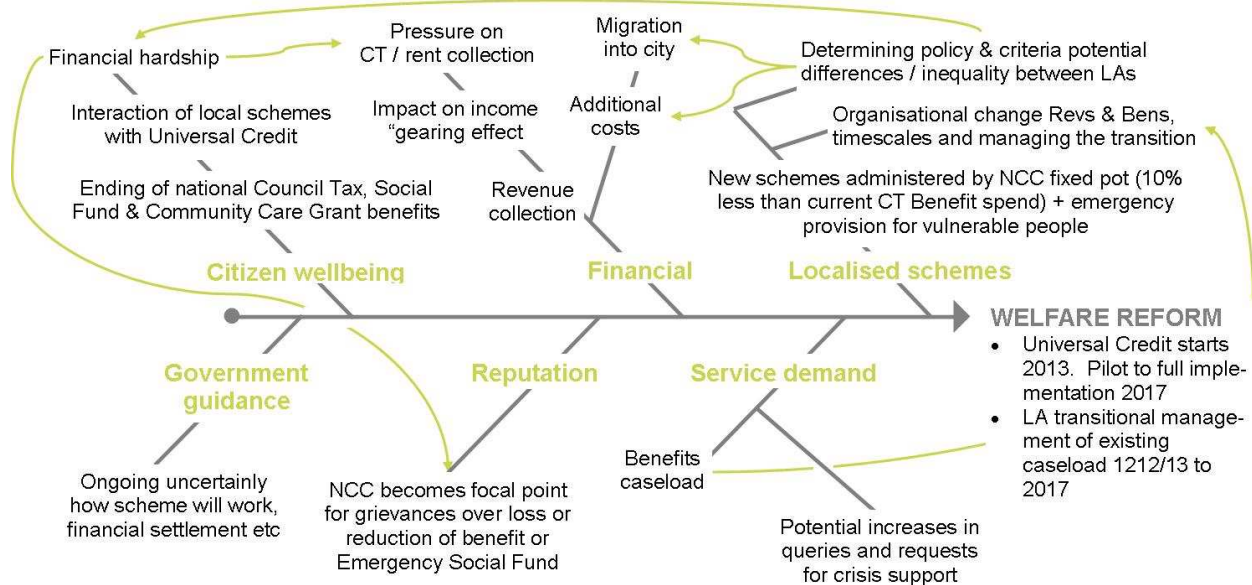 Financial hardship
Interaction of local schemes
with Universal Credit
Ending of national Council Tax, Social
Fund & Community Care Grant benefits
Citizen wellbeing
Pressure on
CT / rent collection
Impact on income
“gearing effect
Revenue
collection
Migration
into city
Additional
costs
Financial
Determining policy & criteria potential
differences / inequality between LAs
Organisational change Revs & Bens,
timescales and managing the transition
New schemes administered by NCC fixed pot (10%
less than current CT Benefit spend) + emergency
provision for vulnerable people
Localised schemes
WELFARE REFORM
• Universal Credit starts
2013. Pilot to full imple-
mentation 2017
• LA transitional manage-
ment of existing
caseload 1212/13 to
2017
Government
guidance
Ongoing uncertainly
how scheme will work,
financial settlement etc
Reputation
NCC becomes focal point
for grievances over loss or
reduction of benefit or
Emergency Social Fund
Service demand
Benefits
caseload
Potential increases in
queries and requests
for crisis support